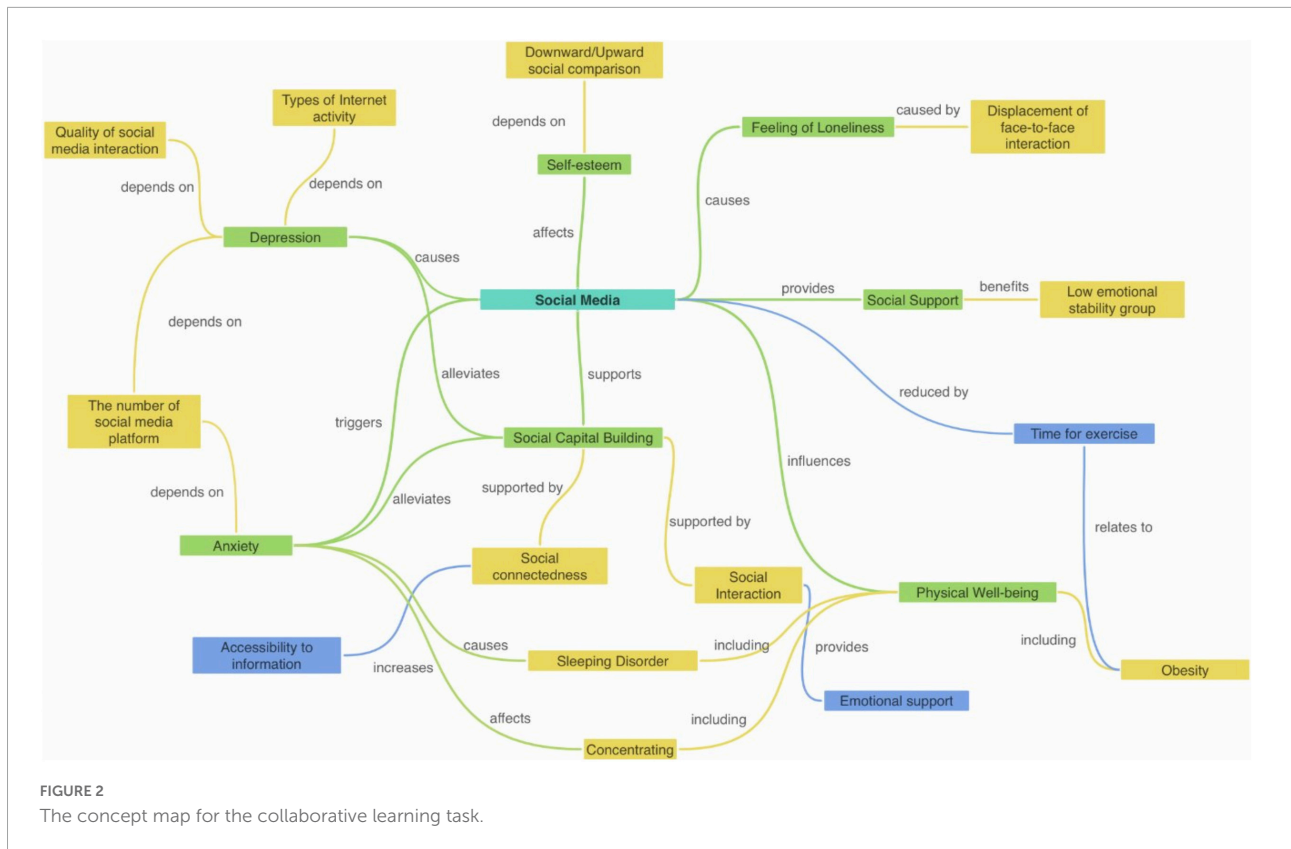 Downward/Upward
social comparison
Types of Internet
activity
Quality of social
media interaction
depends on
caused by
Displacement of
face-to-face
interaction
Feeling of Loneliness
Self-esteem
depends on
depends on
Depression
affects
causes
causes
Social Media
provides
Social Support
benefits
Low emotional
stability group
depends on
alleviates
supports
reduced by
The number of
social media
platform
triggers
Social Capital Building
Time for exercise
influences
depends on
alleviates
supported by
supported by
relates to
Anxiety
Social
connectedness
Social
Interaction
Physical Well-being
Accessibility to
information
increases
causes
Sleeping Disorder
including
provides
including
Obesity
Emotional support
affects
Concentrating
including
FIGURE 2
The concept map for the collaborative learning task.